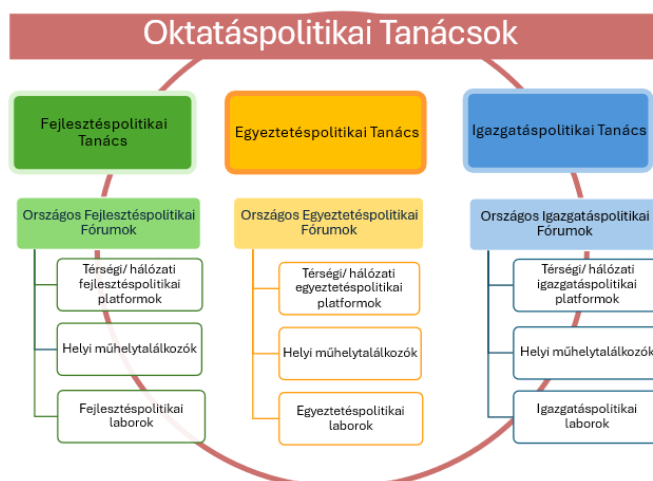 Oktatáspolitikai Tanácsok
Fejlesztéspolitikai
Tanács
Egyeztetéspolitikai Tanács
Igazgatáspolitikai Tanács
Országos Fejlesztéspolitikai
Fórumok
Térségi/ hálózati
fejlesztéspolitikai
platformok
Helyi műhelytalálkozók
Fejlesztéspolitikai
laborok
Országos Egyeztetéspolitikai
Fórumok
Térségi/ hálózati
egyeztetéspolitikai
platformok
Helyi műhelytalálkozók
Egyeztetéspolitikai
laborok
Országos Igazgatáspolitikai
Fórumok
Térségi/ hálózati
igazgatáspolitikai
platformok
Helyi műhelytalálkozók
Igazgatáspolitikai
laborok